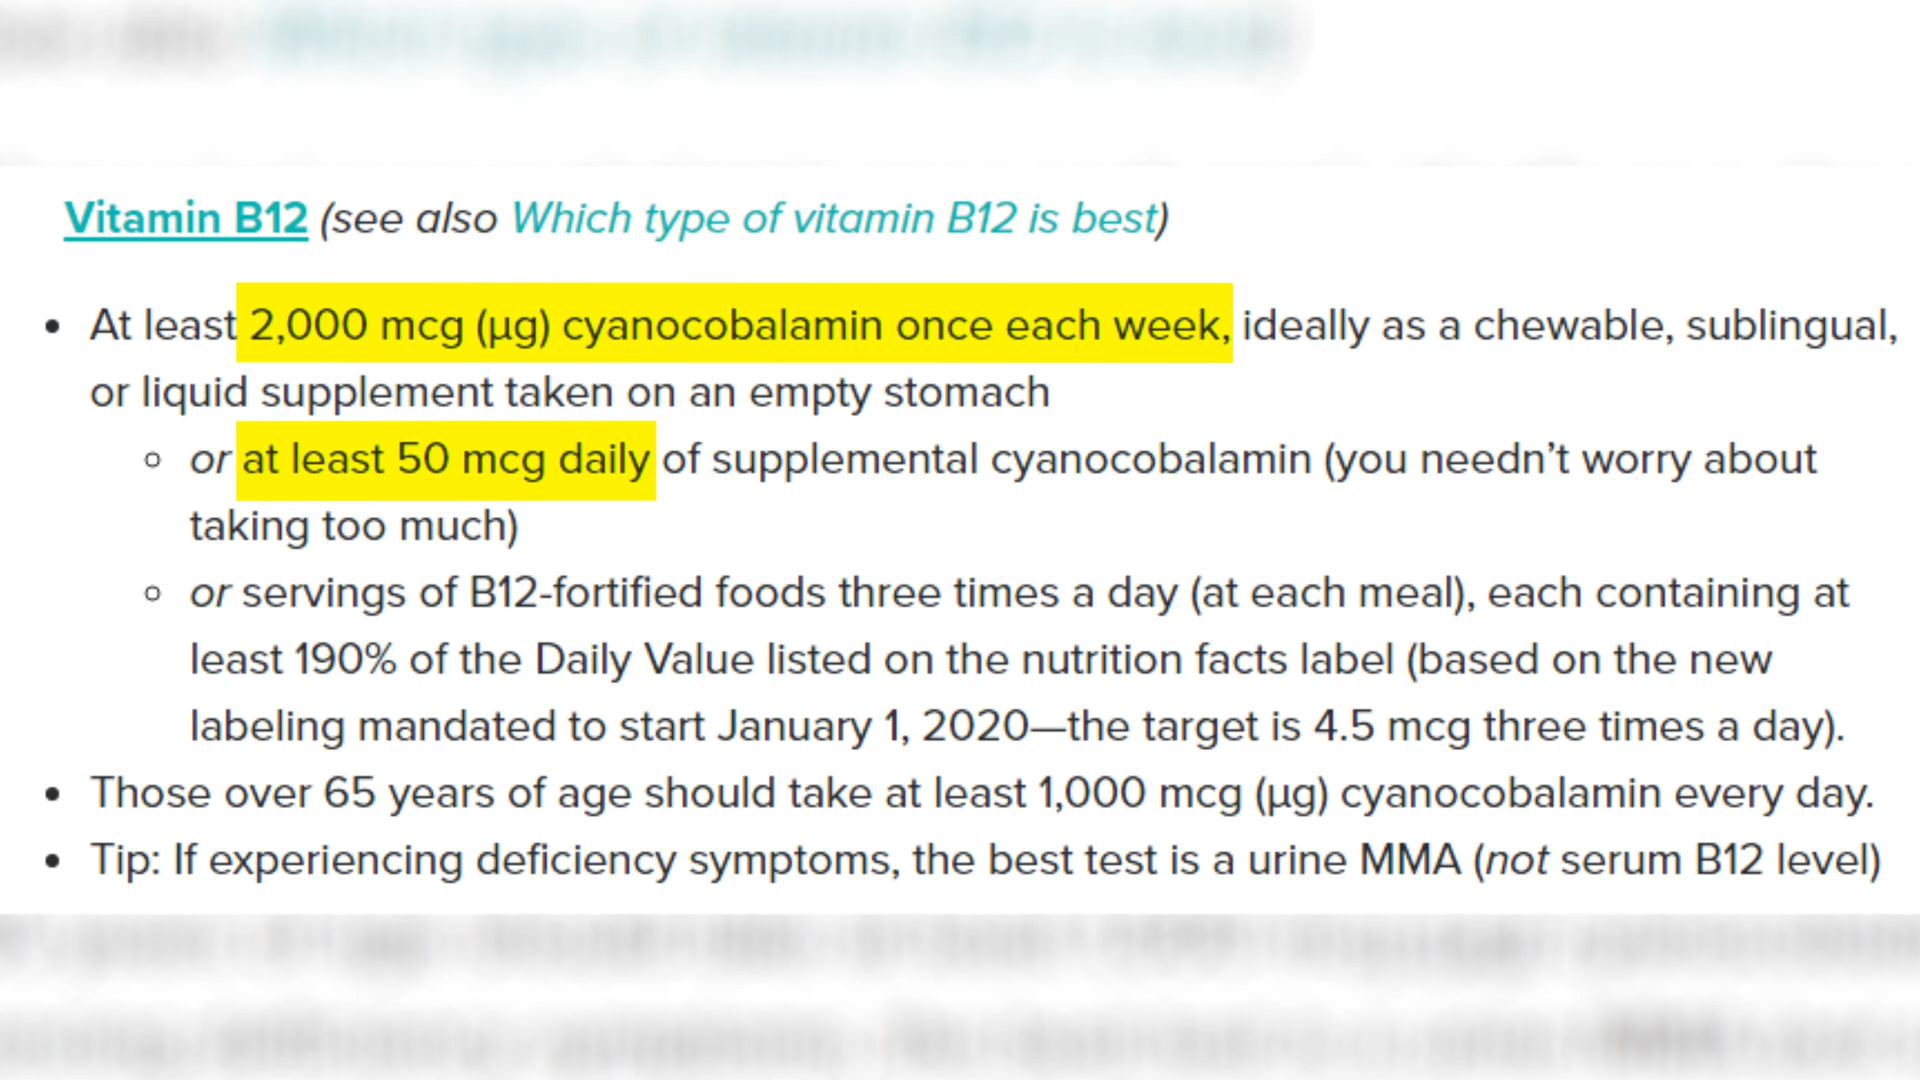 Vitamin B12 (see also Which type of vitamin B12 is best)
• At least 2,000 mcg (µg) cyanocobalamin once each week, ideally as a chewable, sublingual,
or liquid supplement taken on an empty stomach
◦ or at least 50 mcg daily of supplemental cyanocobalamin (you needn’t worry about
taking too much)
◦ or servings of B12-fortified foods three times a day (at each meal), each containing at
least 190% of the Daily Value listed on the nutrition facts label (based on the new
labeling mandated to start January 1, 2020—the target is 4.5 mcg three times a day).
• Those over 65 years of age should take at least 1,000 mcg (µg) cyanocobalamin every day.
• Tip: If experiencing deficiency symptoms, the best test is a urine MMA (not serum B12 level)